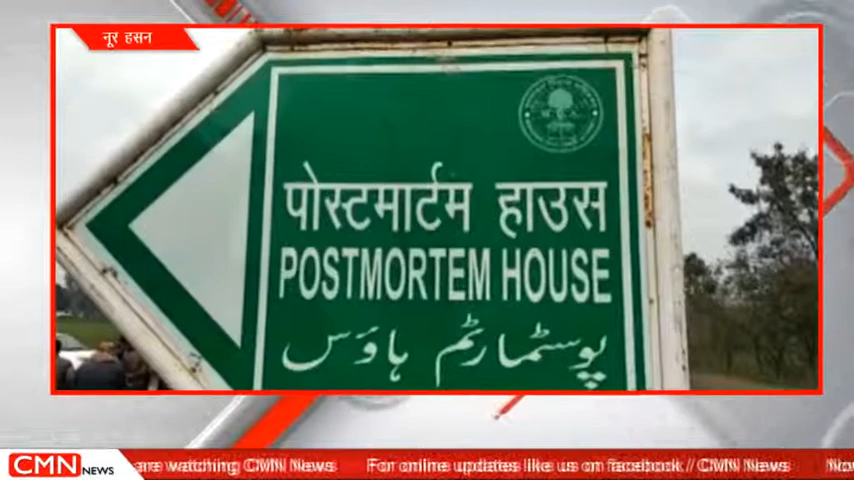 नूर हसन
पोस्टमार्टम हाउस
POSTMORTEM HOUSE
پوسٹمارٹم ہاؤس
CMN NEWS
are watching CMN News For online updates like us on facebook // CMN News